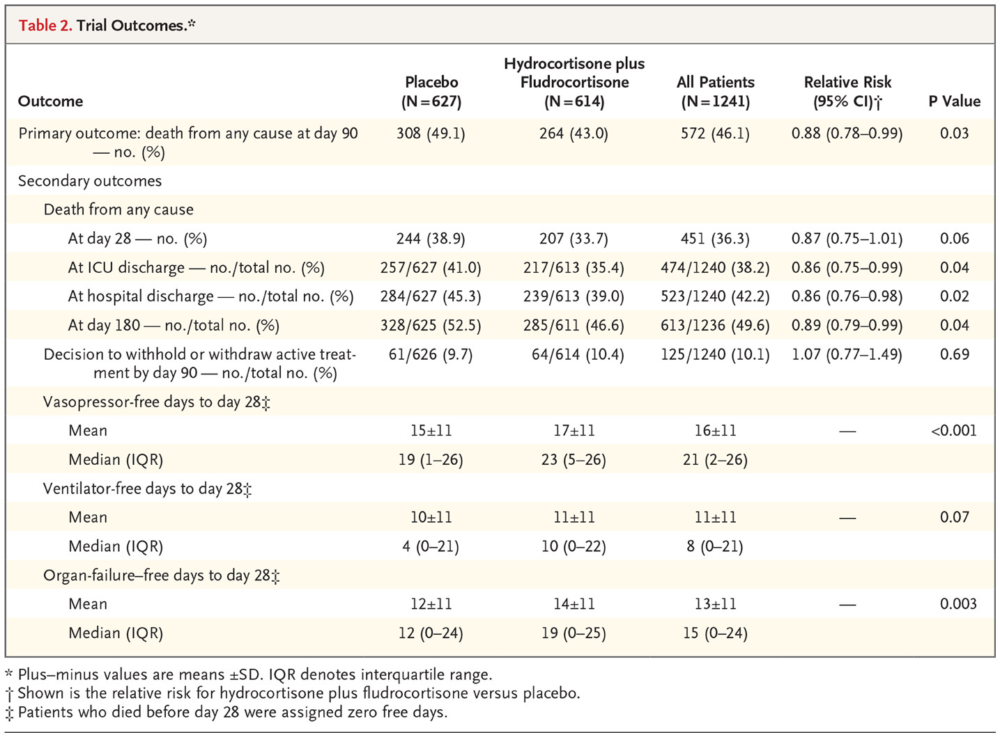 Table 2. Trial Outcomes.*
Outcome Placebo (N=627) Hydrocortisone plus Fludrocortisone (N=614) All Patients (N=1241) Relative Risk (95% CI)† P Value
Primary outcome: death from any cause at day 90 308 (49.1) 264 (43.0) 572 (46.1) 0.88 (0.78–0.99) 0.03
— no. (%)
Secondary outcomes
Death from any cause
At day 28 — no. (%) 244 (38.9) 207 (33.7) 451 (36.3) 0.87 (0.75–1.01) 0.06
At ICU discharge — no./total no. (%) 257/627 (41.0) 217/613 (35.4) 474/1240 (38.2) 0.86 (0.75–0.99) 0.04
At hospital discharge — no./total no. (%) 284/627 (45.3) 239/613 (39.0) 523/1240 (42.2) 0.86 (0.76–0.98) 0.02
At day 180 — no./total no. (%) 328/625 (52.5) 285/611 (46.6) 613/1236 (49.6) 0.89 (0.79–0.99) 0.04
Decision to withhold or withdraw active treat- 61/626 (9.7) 64/614 (10.4) 125/1240 (10.1) 1.07 (0.77–1.49) 0.69
ment by day 90 — no./total no. (%)
Vasopressor-free days to day 28‡
Mean 15±11 17±11 16±11 — <0.001
Median (IQR) 19 (1–26) 23 (5–26) 21 (2–26)
Ventilator-free days to day 28‡
Mean 10±11 11±11 11±11 — 0.07
Median (IQR) 4 (0–21) 10 (0–22) 8 (0–21)
Organ-failure–free days to day 28‡
Mean 12±11 14±11 13±11 — 0.003
Median (IQR) 12 (0–24) 19 (0–25) 15 (0–24)
* Plus–minus values are means ±SD. IQR denotes interquartile range.
† Shown is the relative risk for hydrocortisone plus fludrocortisone versus placebo.
‡ Patients who died before day 28 were assigned zero free days.